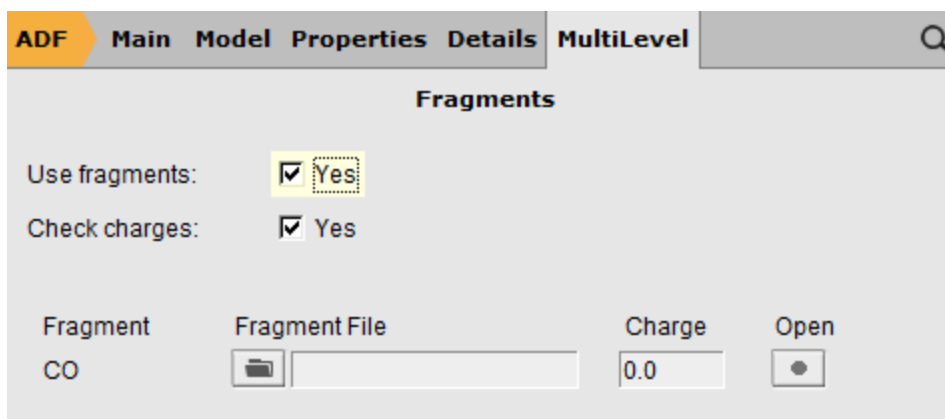 ADF Main Model Properties Details MultiLevel
Fragments
Use fragments: Yes
Check charges: Yes
Fragment Fragment File Charge Open
CO 0.0